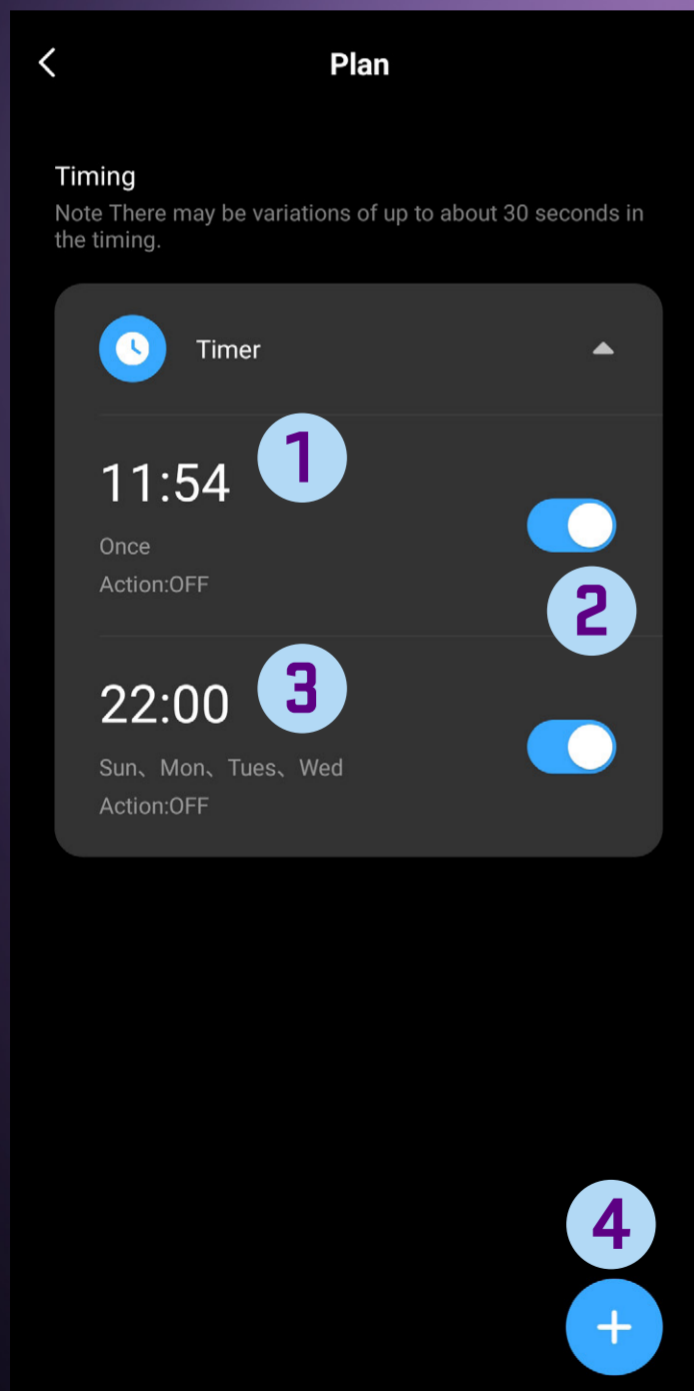 Plan
Timing
Note There may be variations of up to about 30 seconds in
the timing.
Timer
1
11:54
Once
Action:OFF
2
3
22:00
Sun、Mon、Tues、Wed
Action:OFF
4
+